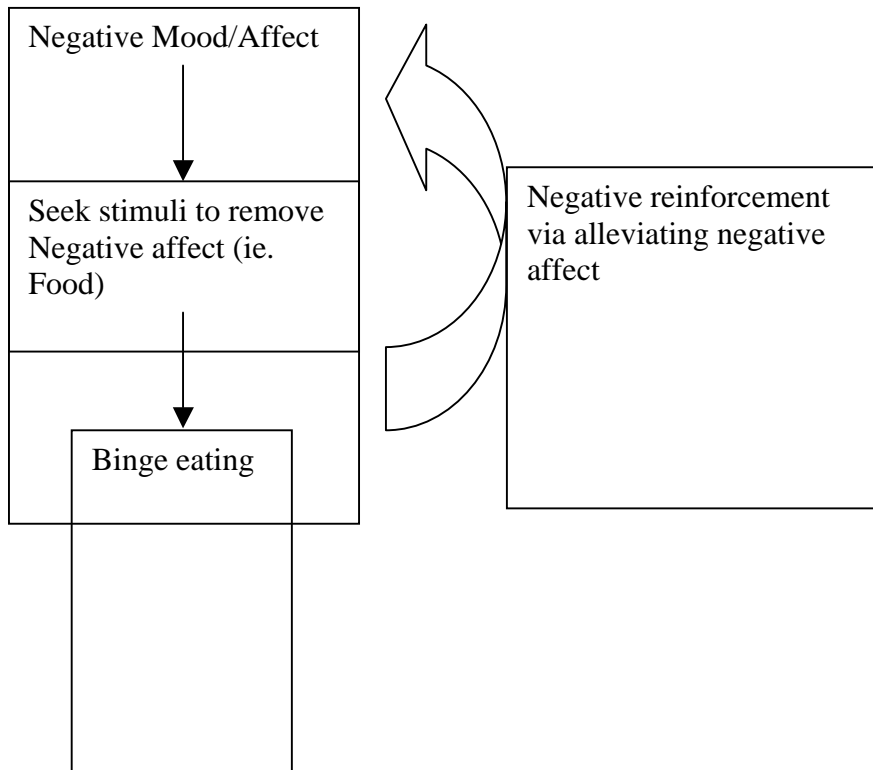 Negative Mood/Affect
Seek stimuli to remove
Negative affect (ie.
Food)
Binge eating
Negative reinforcement
via alleviating negative
affect